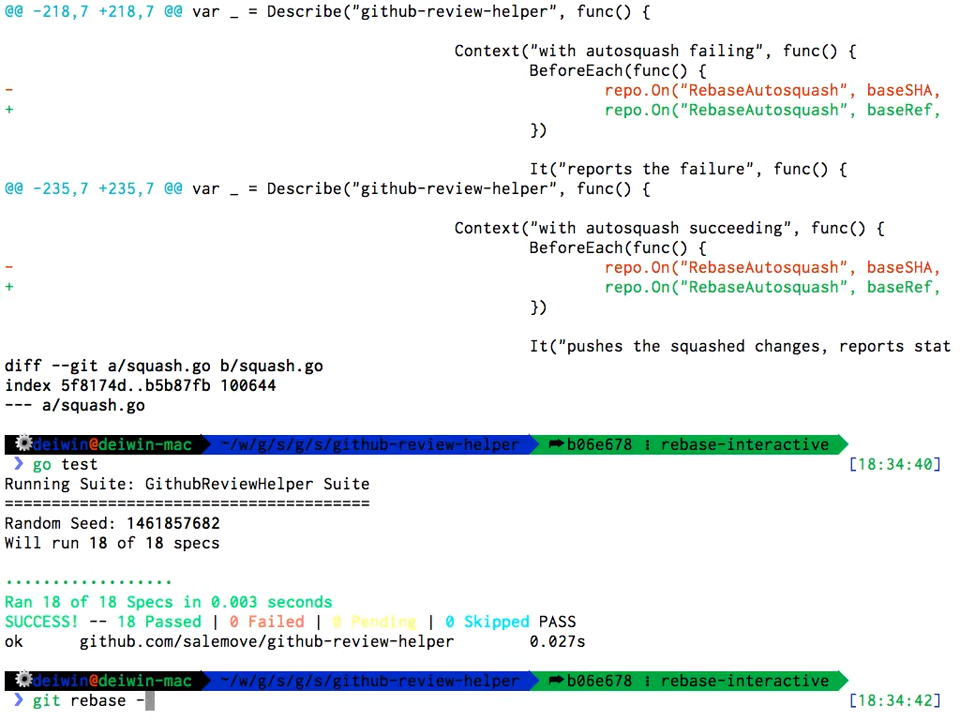 @@ -218,7 +218,7 @@ var _ = Describe("github-review-helper", func() {
Context("with autosquash failing", func() {
BeforeEach(func() {
- repo.On("RebaseAutosquash", baseSHA,
+ repo.On("RebaseAutosquash", baseRef,
})
It("reports the failure", func() {
@@ -235,7 +235,7 @@ var _ = Describe("github-review-helper", func() {
Context("with autosquash succeeding", func() {
BeforeEach(func() {
- repo.On("RebaseAutosquash", baseSHA,
+ repo.On("RebaseAutosquash", baseRef,
})
It("pushes the squashed changes, reports stat
diff --git a/squash.go b/squash.go
index 5f8174d..b5b87fb 100644
--- a/squash.go
deiwin@deiwin-mac ~/w/g/s/g/s/github-review-helper ➦b06e678 : rebase-interactive
❯ go test [18:34:40]
Running Suite: GithubReviewHelper Suite
=======================================
Random Seed: 1461857682
Will run 18 of 18 specs
••••••••••••••••••
Ran 18 of 18 Specs in 0.003 seconds
SUCCESS! -- 18 Passed | 0 Failed | 0 Pending | 0 Skipped PASS
ok github.com/salemove/github-review-helper 0.027s
deiwin@deiwin-mac ~/w/g/s/g/s/github-review-helper ➦b06e678 : rebase-interactive
❯ git rebase - [18:34:42]